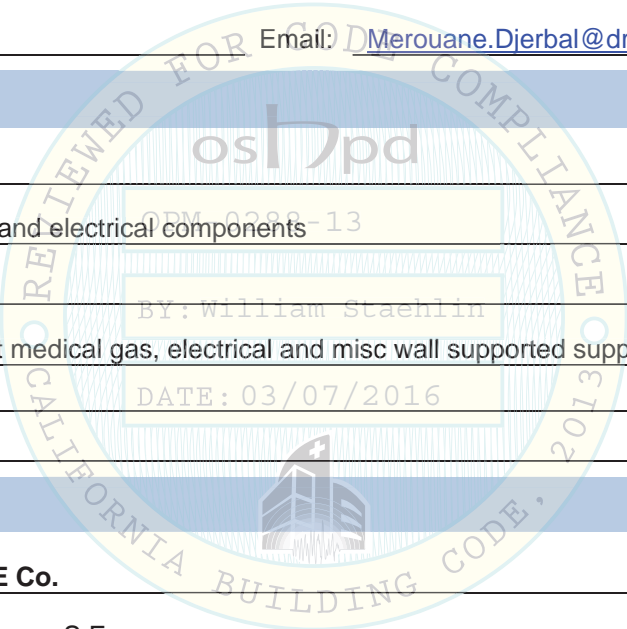 Email: Merouane.Djerbal@dr
FOR CODE COMPLIANCE
REVIEWED
oshpd
OPM-0288-13
and electrical components
BY: William Staehlin
t medical gas, electrical and misc wall supported supp
DATE: 03/07/2016
CALIFORNIA BUILDING CODE, 2013
E Co.
S.E.